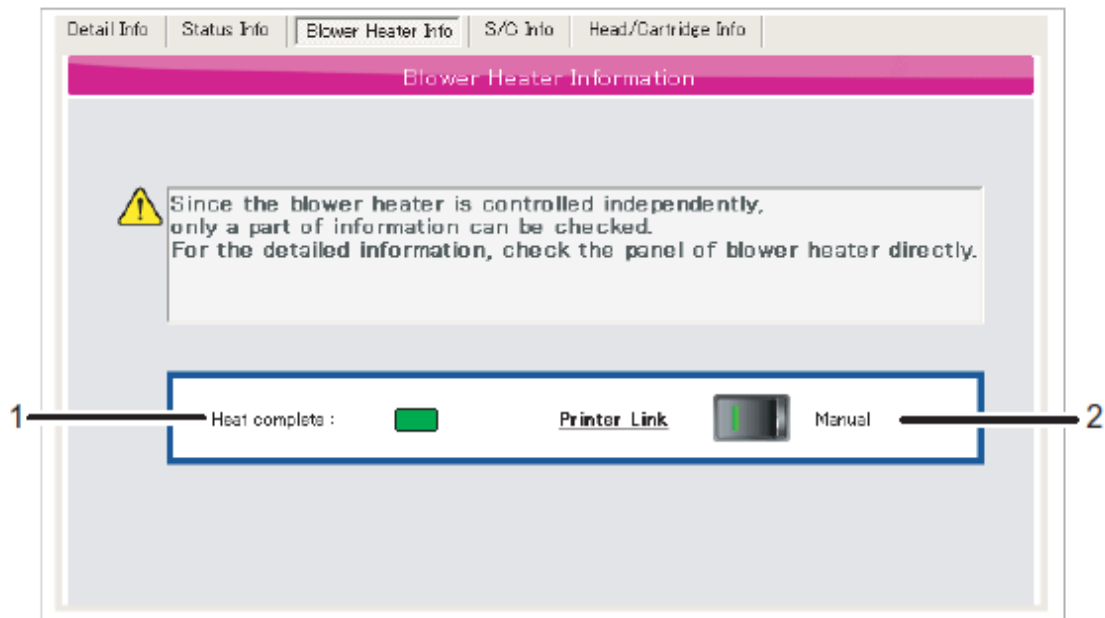 Detail Info Status Info Blower Heater Info S/C Info Head/Cartridge Info
Blower Heater Information
Since the blower heater is controlled independently,
only a part of information can be checked.
For the detailed information, check the panel of blower heater directly.
1 Heat complete : Printer Link Manual 2